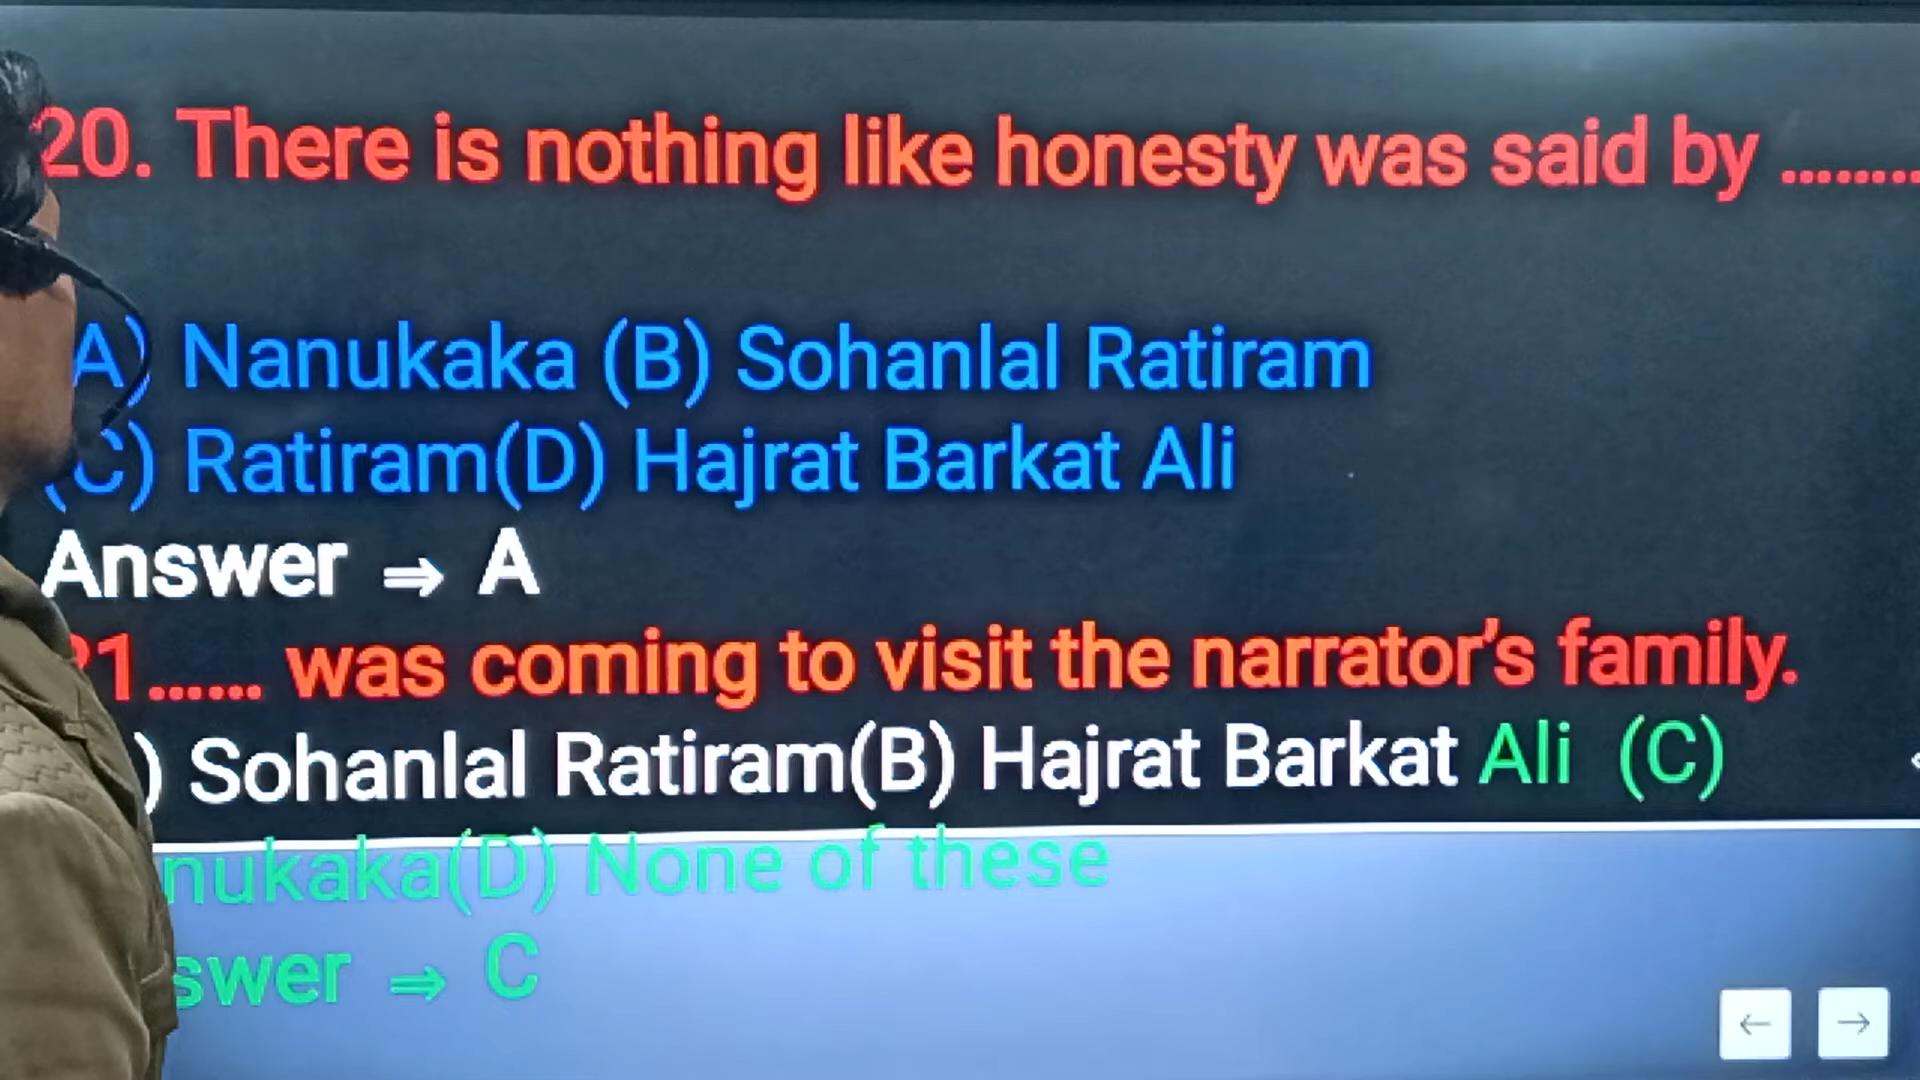 20. There is nothing like honesty was said by ........
A) Nanukaka (B) Sohanlal Ratiram
(C) Ratiram(D) Hajrat Barkat Ali
Answer ⇒ A
21...... was coming to visit the narrator's family.
) Sohanlal Ratiram(B) Hajrat Barkat Ali (C)
nukaka(D) None of these
swer ⇒ C